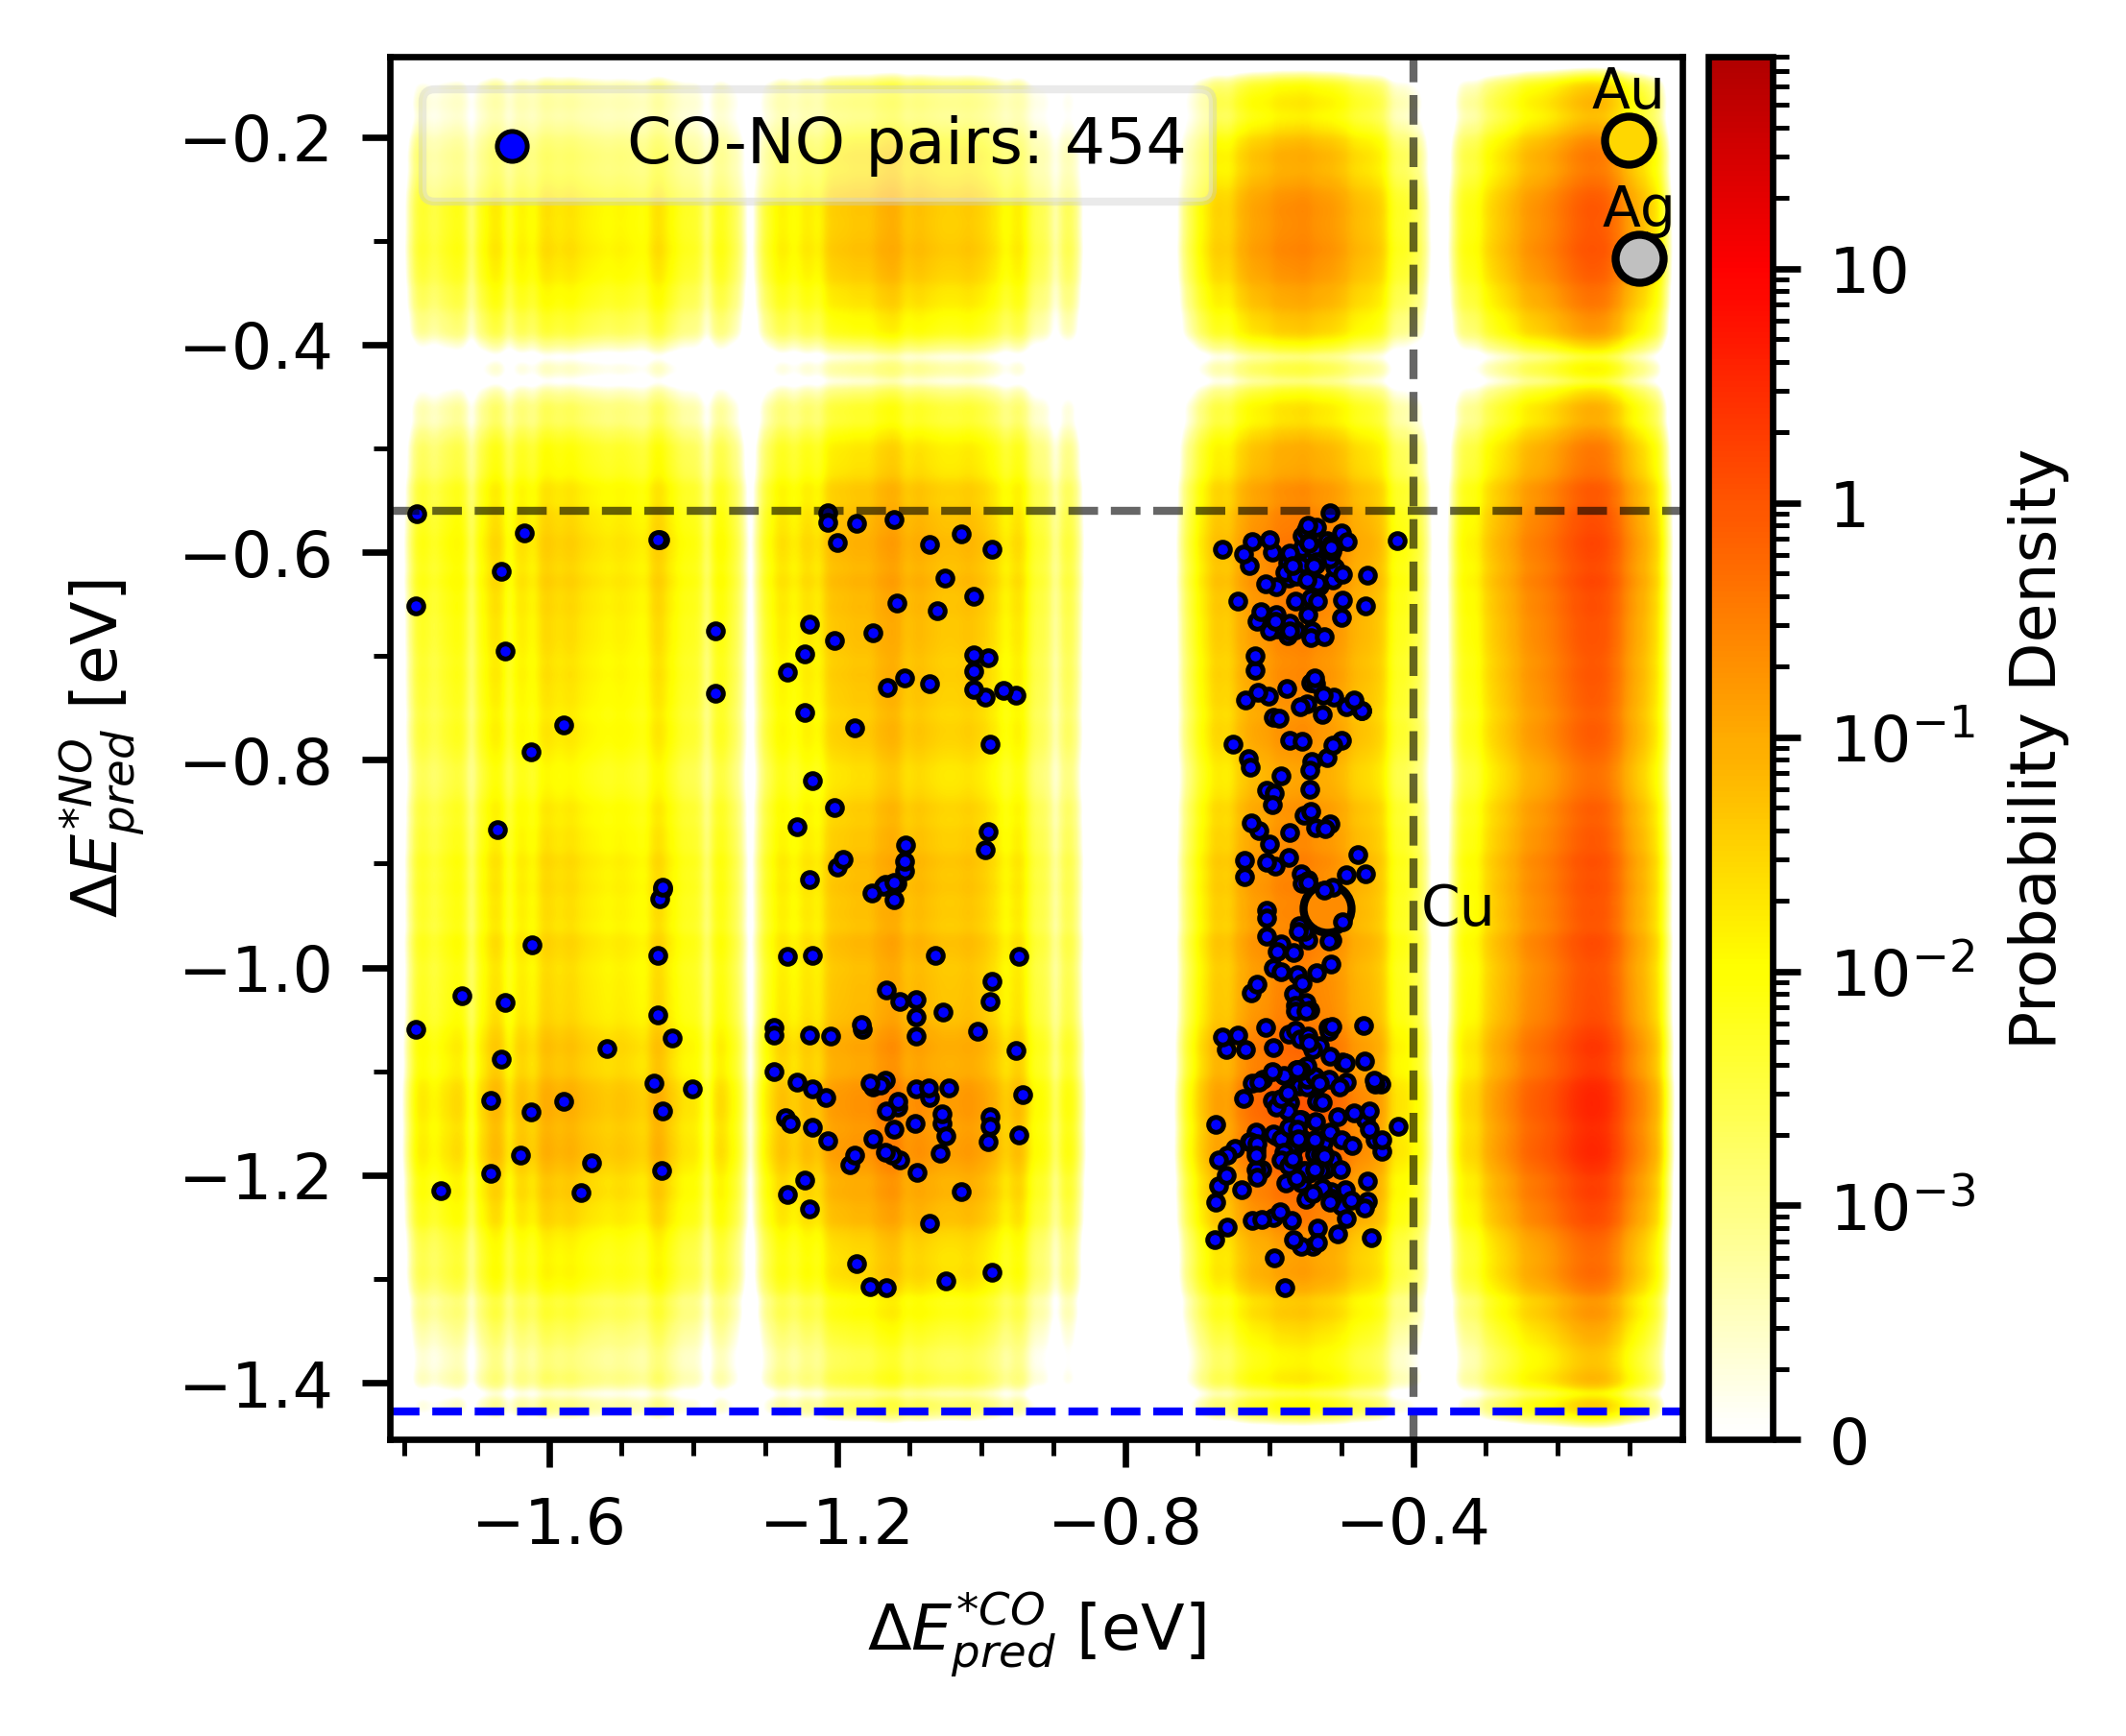 CO-NO pairs: 454
Au
Ag
Cu
−0.2
−0.4
−0.6
−0.8
−1.0
−1.2
−1.4
ΔE*NO pred [eV]
−1.6 −1.2 −0.8 −0.4
ΔE*CO pred [eV]
10
1
10⁻¹
10⁻²
10⁻³
0
Probability Density